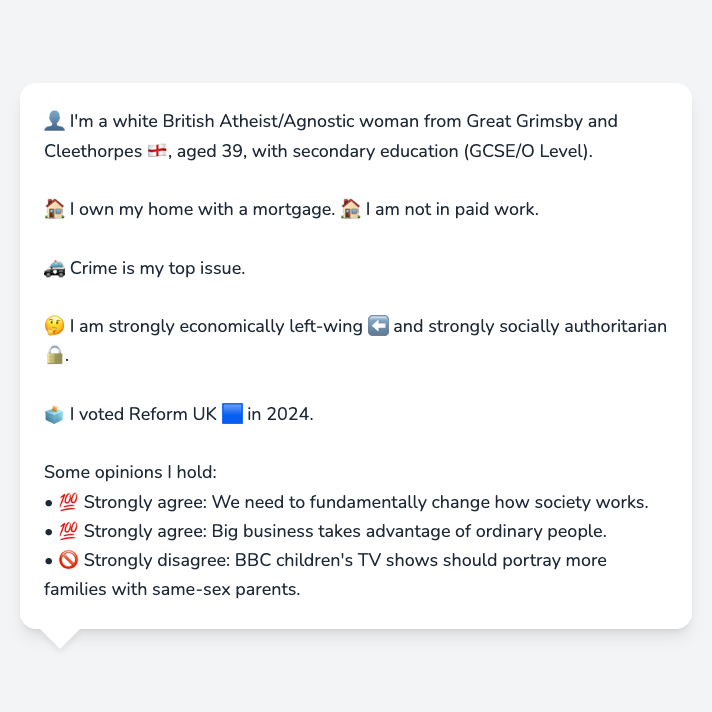 👤 I'm a white British Atheist/Agnostic woman from Great Grimsby and
Cleethorpes 🏴󠁧󠁢󠁥󠁮󠁧󠁿, aged 39, with secondary education (GCSE/O Level).
🏠 I own my home with a mortgage. 🏠 I am not in paid work.
🚓 Crime is my top issue.
🤔 I am strongly economically left-wing ⬅️ and strongly socially authoritarian
🔒.
🗳️ I voted Reform UK 🟦 in 2024.
Some opinions I hold:
• 💯 Strongly agree: We need to fundamentally change how society works.
• 💯 Strongly agree: Big business takes advantage of ordinary people.
• 🚫 Strongly disagree: BBC children's TV shows should portray more
families with same-sex parents.